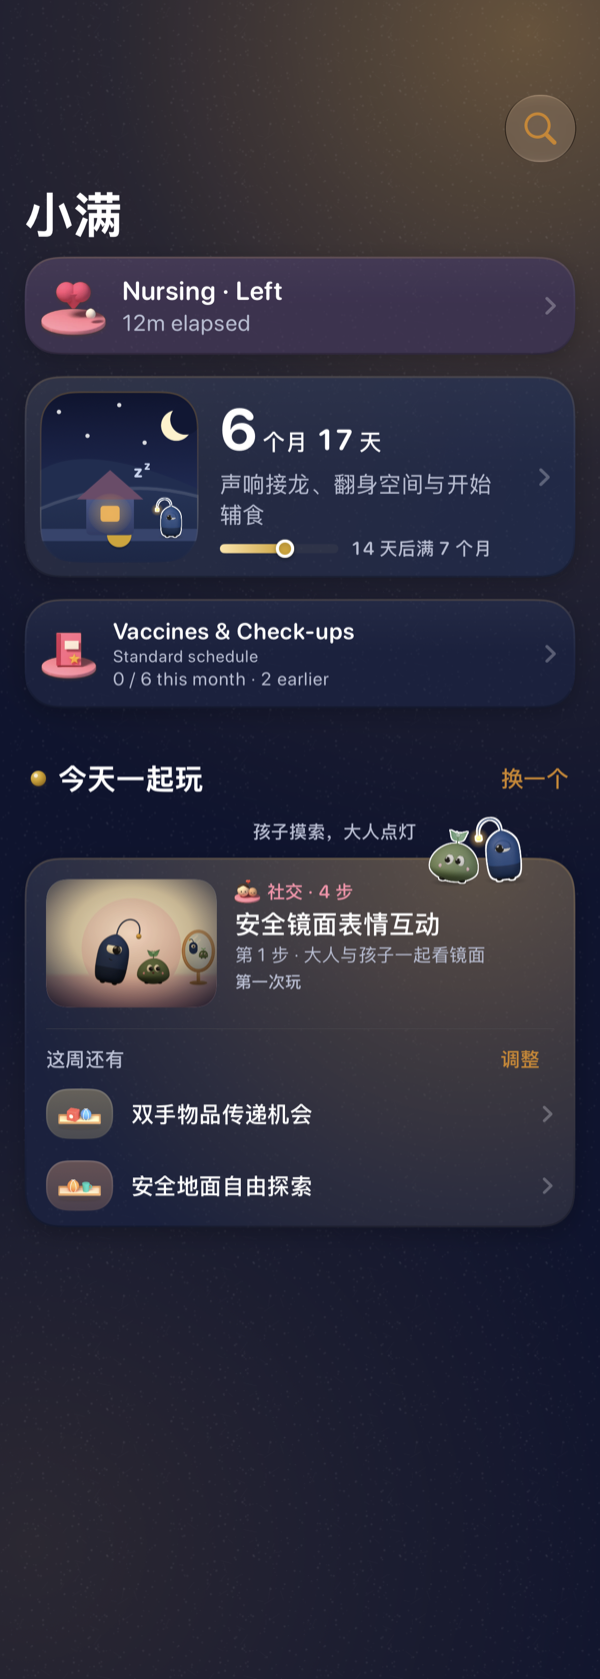 小满
Nursing · Left
12m elapsed
6个月 17 天
声响接龙、翻身空间与开始
辅食
14 天后满 7 个月
z z
Vaccines & Check-ups
Standard schedule
0 / 6 this month · 2 earlier
今天一起玩
换一个
孩子摸索，大人点灯
社交 · 4 步
安全镜面表情互动
第 1 步 · 大人与孩子一起看镜面
第一次玩
这周还有
调整
双手物品传递机会
安全地面自由探索